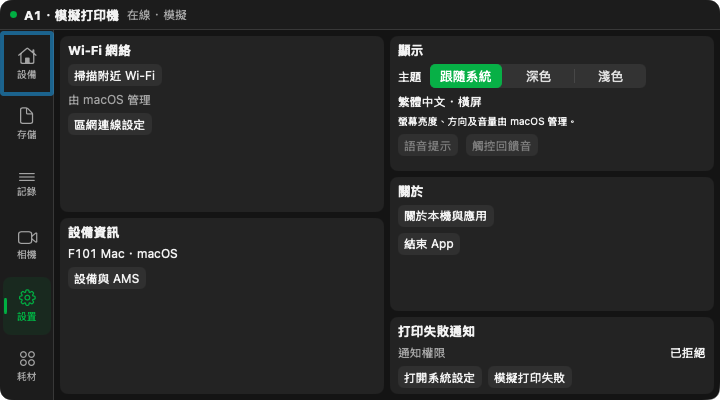 A1・模擬打印機 在線・模擬
設備
存儲
記錄
相機
設置
耗材
Wi-Fi 網絡
掃描附近 Wi-Fi
由 macOS 管理
區網連線設定
設備資訊
F101 Mac・macOS
設備與 AMS
顯示
主題 跟隨系統 深色 淺色
繁體中文・橫屏
螢幕亮度、方向及音量由 macOS 管理。
語音提示 觸控回饋音
關於
關於本機與應用
結束 App
打印失敗通知
通知權限 已拒絕
打開系統設定 模擬打印失敗